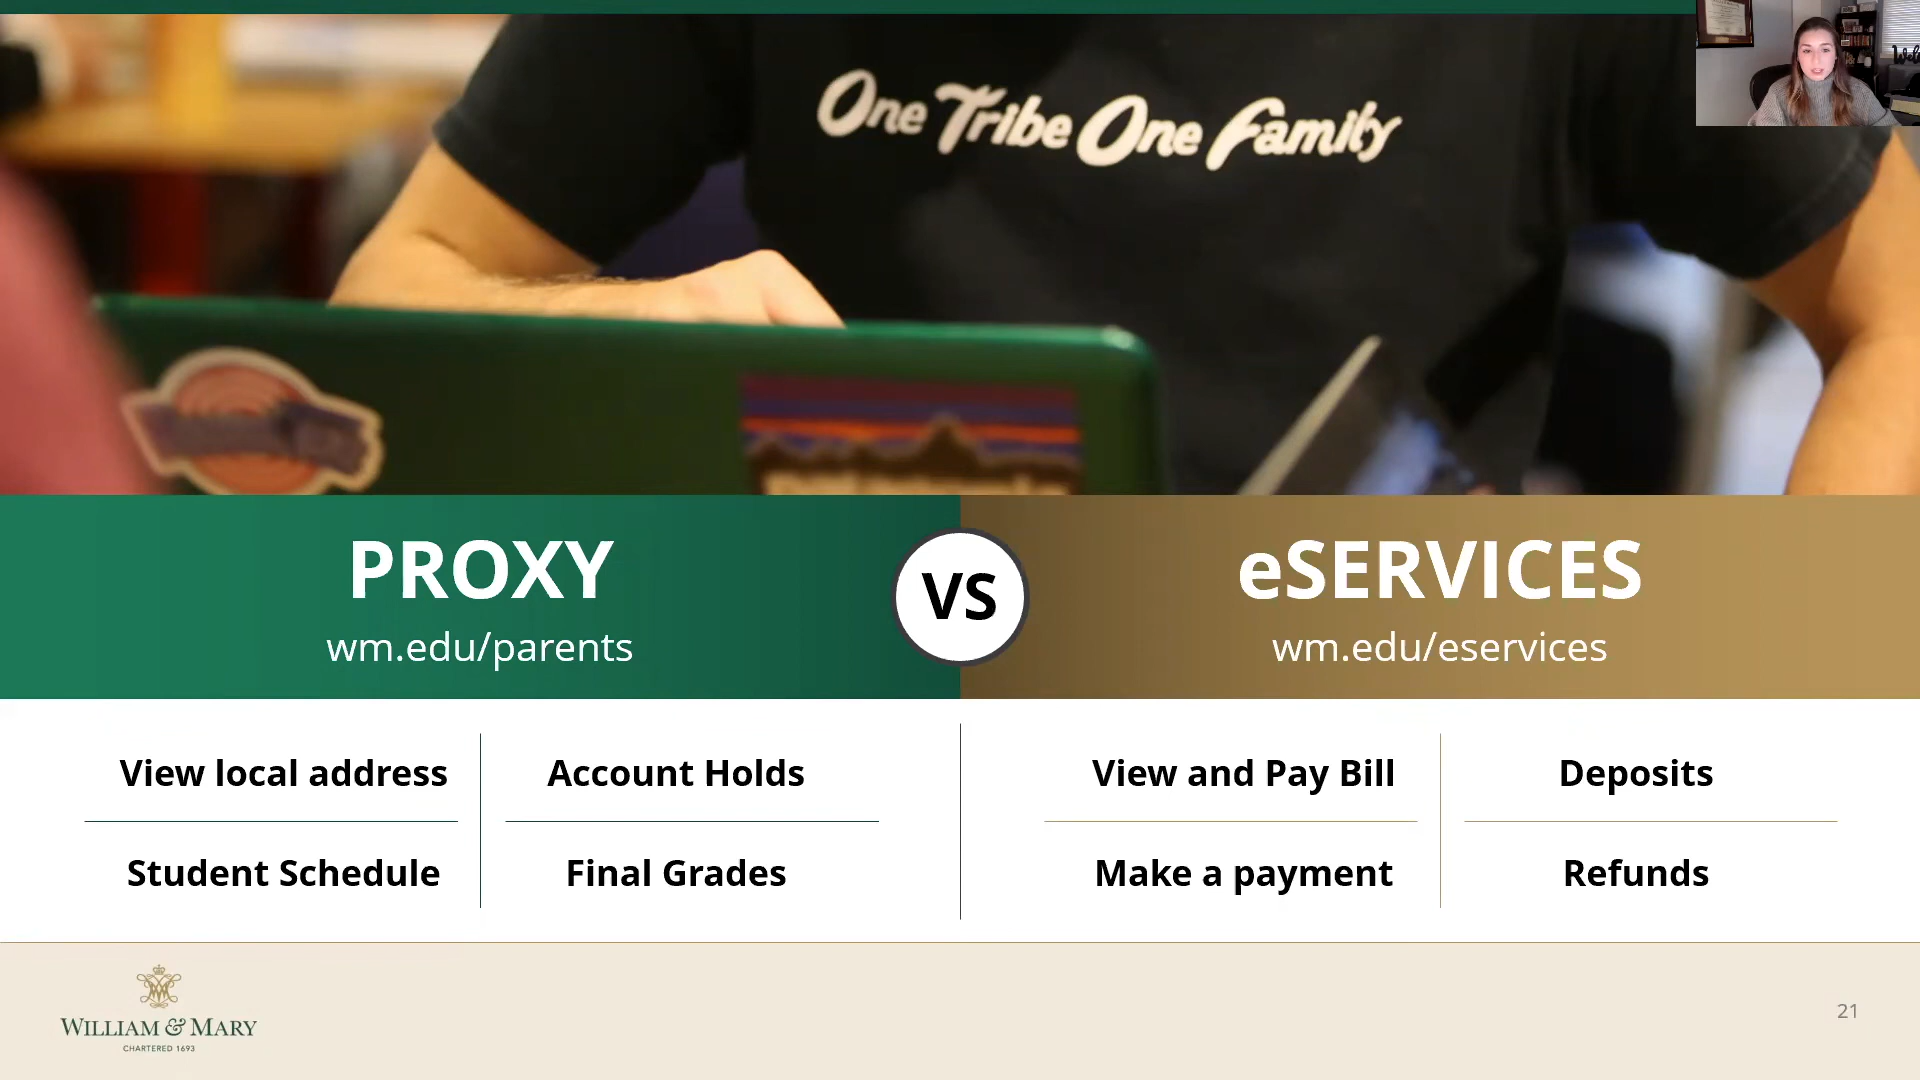 One Tribe One Family
PROXY
wm.edu/parents
VS
eSERVICES
wm.edu/eservices
View local address
Account Holds
Student Schedule
Final Grades
View and Pay Bill
Deposits
Make a payment
Refunds
WILLIAM & MARY
CHARTERED 1693
21